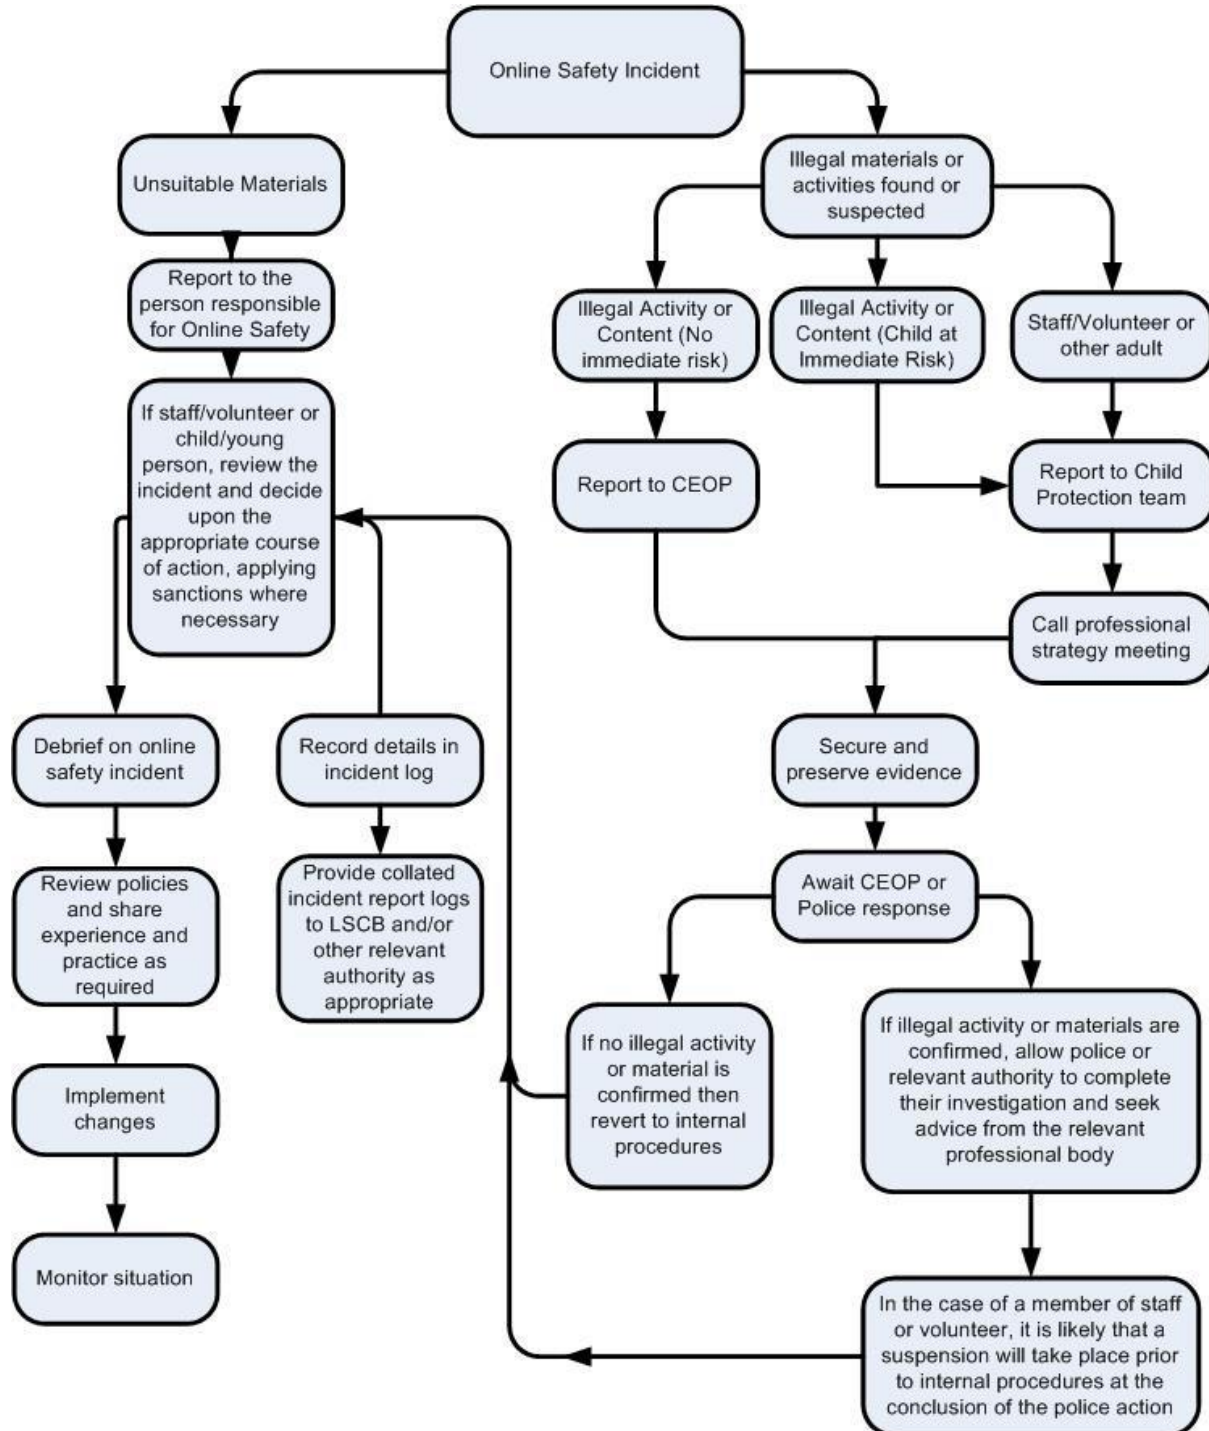 Online Safety Incident
Unsuitable Materials
Report to the
person responsible
for Online Safety
If staff/volunteer or
child/young
person, review the
incident and decide
upon the
appropriate course
of action, applying
sanctions where
necessary
Debrief on online
safety incident
Review policies
and share
experience and
practice as
required
Implement
changes
Monitor situation
Record details in
incident log
Provide collated
incident report logs
to LSCB and/or
other relevant
authority as
appropriate
Illegal materials or
activities found or
suspected
Illegal Activity or
Content (No
immediate risk)
Illegal Activity or
Content (Child at
Immediate Risk)
Staff/Volunteer or
other adult
Report to CEOP
Report to Child
Protection team
Call professional
strategy meeting
Secure and
preserve evidence
Await CEOP or
Police response
If no illegal activity
or material is
confirmed then
revert to internal
procedures
If illegal activity or materials are
confirmed, allow police or
relevant authority to complete
their investigation and seek
advice from the relevant
professional body
In the case of a member of staff
or volunteer, it is likely that a
suspension will take place prior
to internal procedures at the
conclusion of the police action